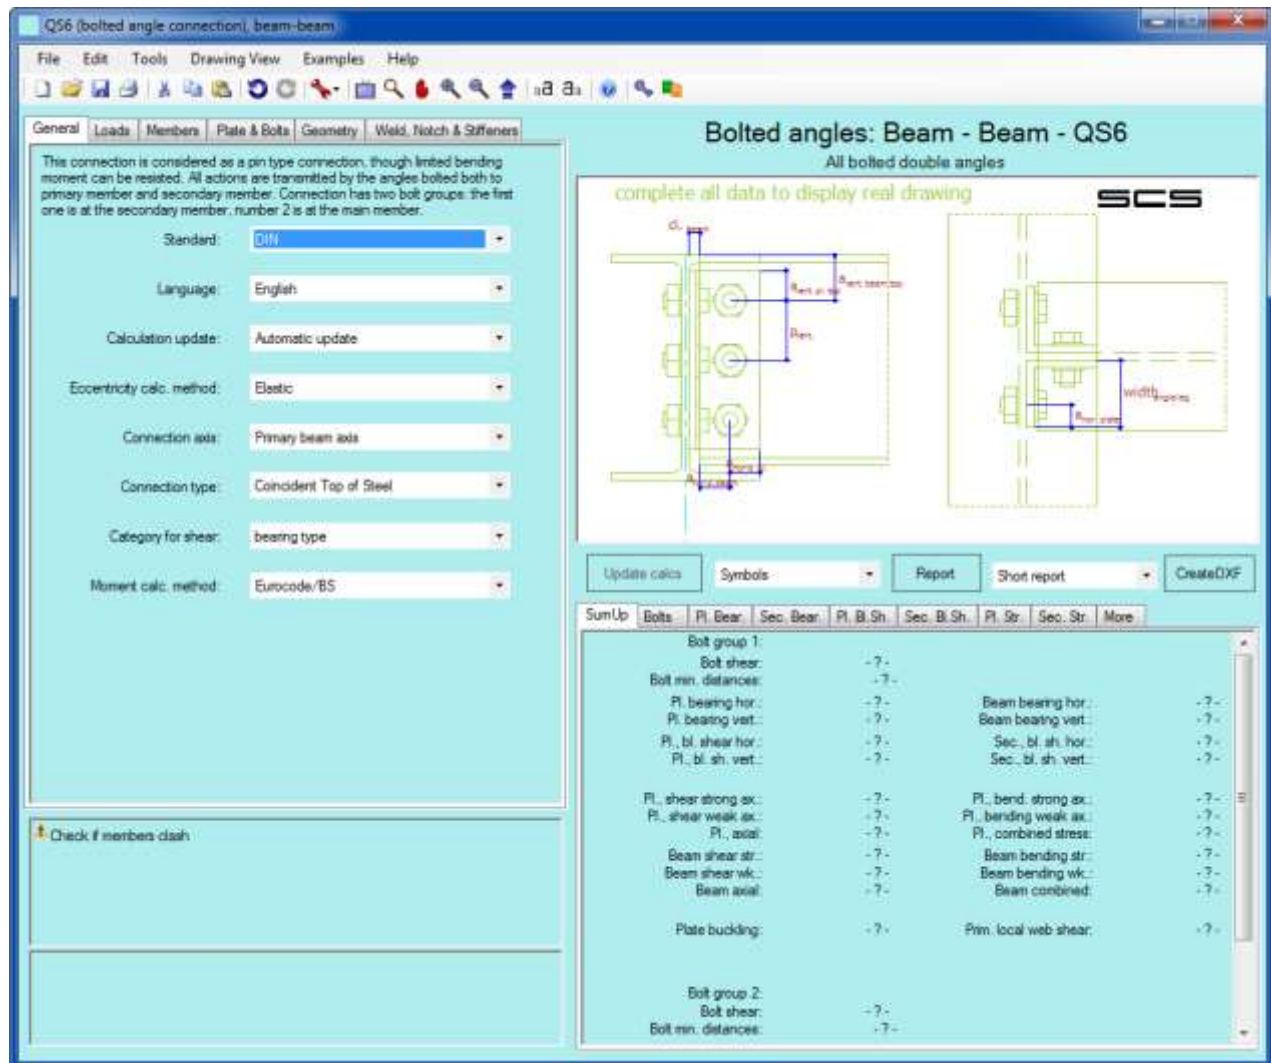 QS6 (bolted angle connection), beam-beam
File Edit Tools Drawing View Examples Help
General Loads Members Plate & Bolts Geometry Weld, Notch & Stiffeners
This connection is considered as a pin type connection, though limited bending
moment can be resisted. All actions are transmitted by the angles bolted both to
primary member and secondary member. Connection has two bolt groups: the first
one is at the secondary member, number 2 is at the main member.
Standard: DIN
Language: English
Calculation update: Automatic update
Eccentricity calc. method: Elastic
Connection axis: Primary beam axis
Connection type: Coincident Top of Steel
Category for shear: bearing type
Moment calc. method: Eurocode/BS
Check if members clash
Bolted angles: Beam - Beam - QS6
All bolted double angles
complete all data to display real drawing
SCS
width
Update calcs Symbols Report Short report CreateDXF
SumUp Bolts Pl. Bear. Sec. Bear. Pl. Bl.Sh. Sec. Bl.Sh. Pl. Str. Sec. Str. More
Bolt group 1:
Bolt shear: - ? -
Bolt min. distances: - ? -
Pl. bearing hor.: - ? - Beam bearing hor.: - ? -
Pl. bearing vert.: - ? - Beam bearing vert.: - ? -
Pl., bl. shear hor.: - ? - Sec., bl. sh. hor.: - ? -
Pl., bl. sh. vert.: - ? - Sec., bl. sh. vert.: - ? -
Pl., shear strong ax.: - ? - Pl., bend. strong ax.: - ? -
Pl., shear weak ax.: - ? - Pl., bending weak ax.: - ? -
Pl., axial: - ? - Pl., combined stress: - ? -
Beam shear str.: - ? - Beam bending str.: - ? -
Beam shear wk.: - ? - Beam bending wk.: - ? -
Beam axial: - ? - Beam combined: - ? -
Plate buckling: - ? - Prim. local web shear: - ? -
Bolt group 2:
Bolt shear: - ? -
Bolt min. distances: - ? -